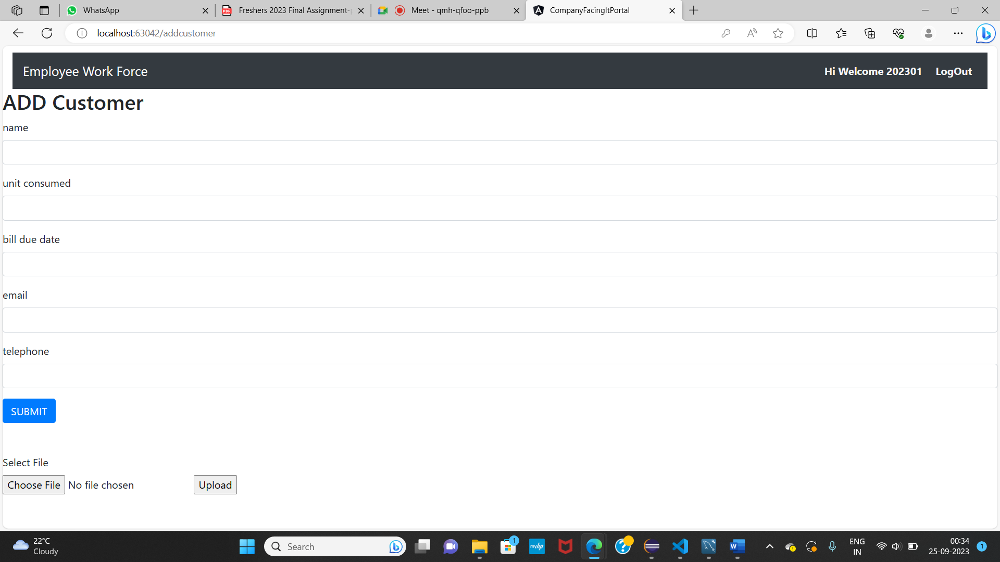 WhatsApp
Freshers 2023 Final Assignment-
Meet - qmh-qfoo-ppb
CompanyFacingItPortal
localhost:63042/addcustomer
Employee Work Force
Hi Welcome 202301
LogOut
ADD Customer
name
unit consumed
bill due date
email
telephone
SUBMIT
Select File
Choose File No file chosen
Upload
22°C
Cloudy
Search
1
myhp
ENG
IN
00:34
25-09-2023
1